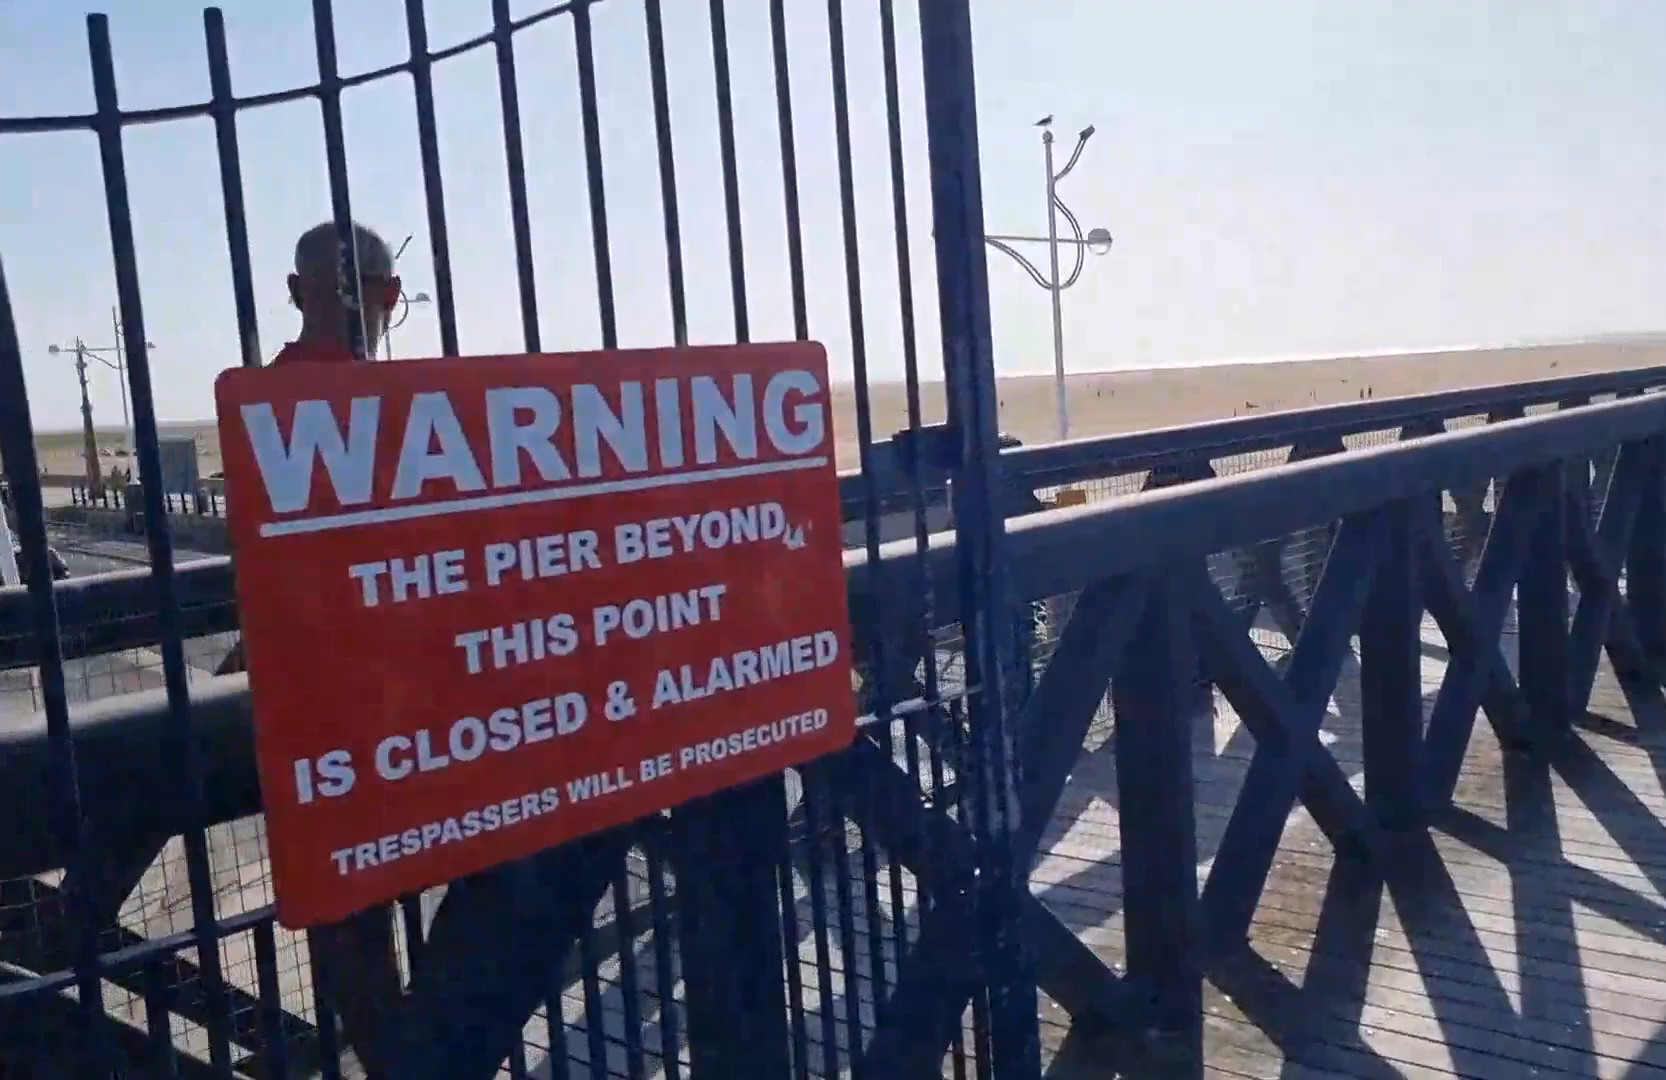 WARNING
THE PIER BEYOND
THIS POINT
IS CLOSED & ALARMED
TRESPASSERS WILL BE PROSECUTED